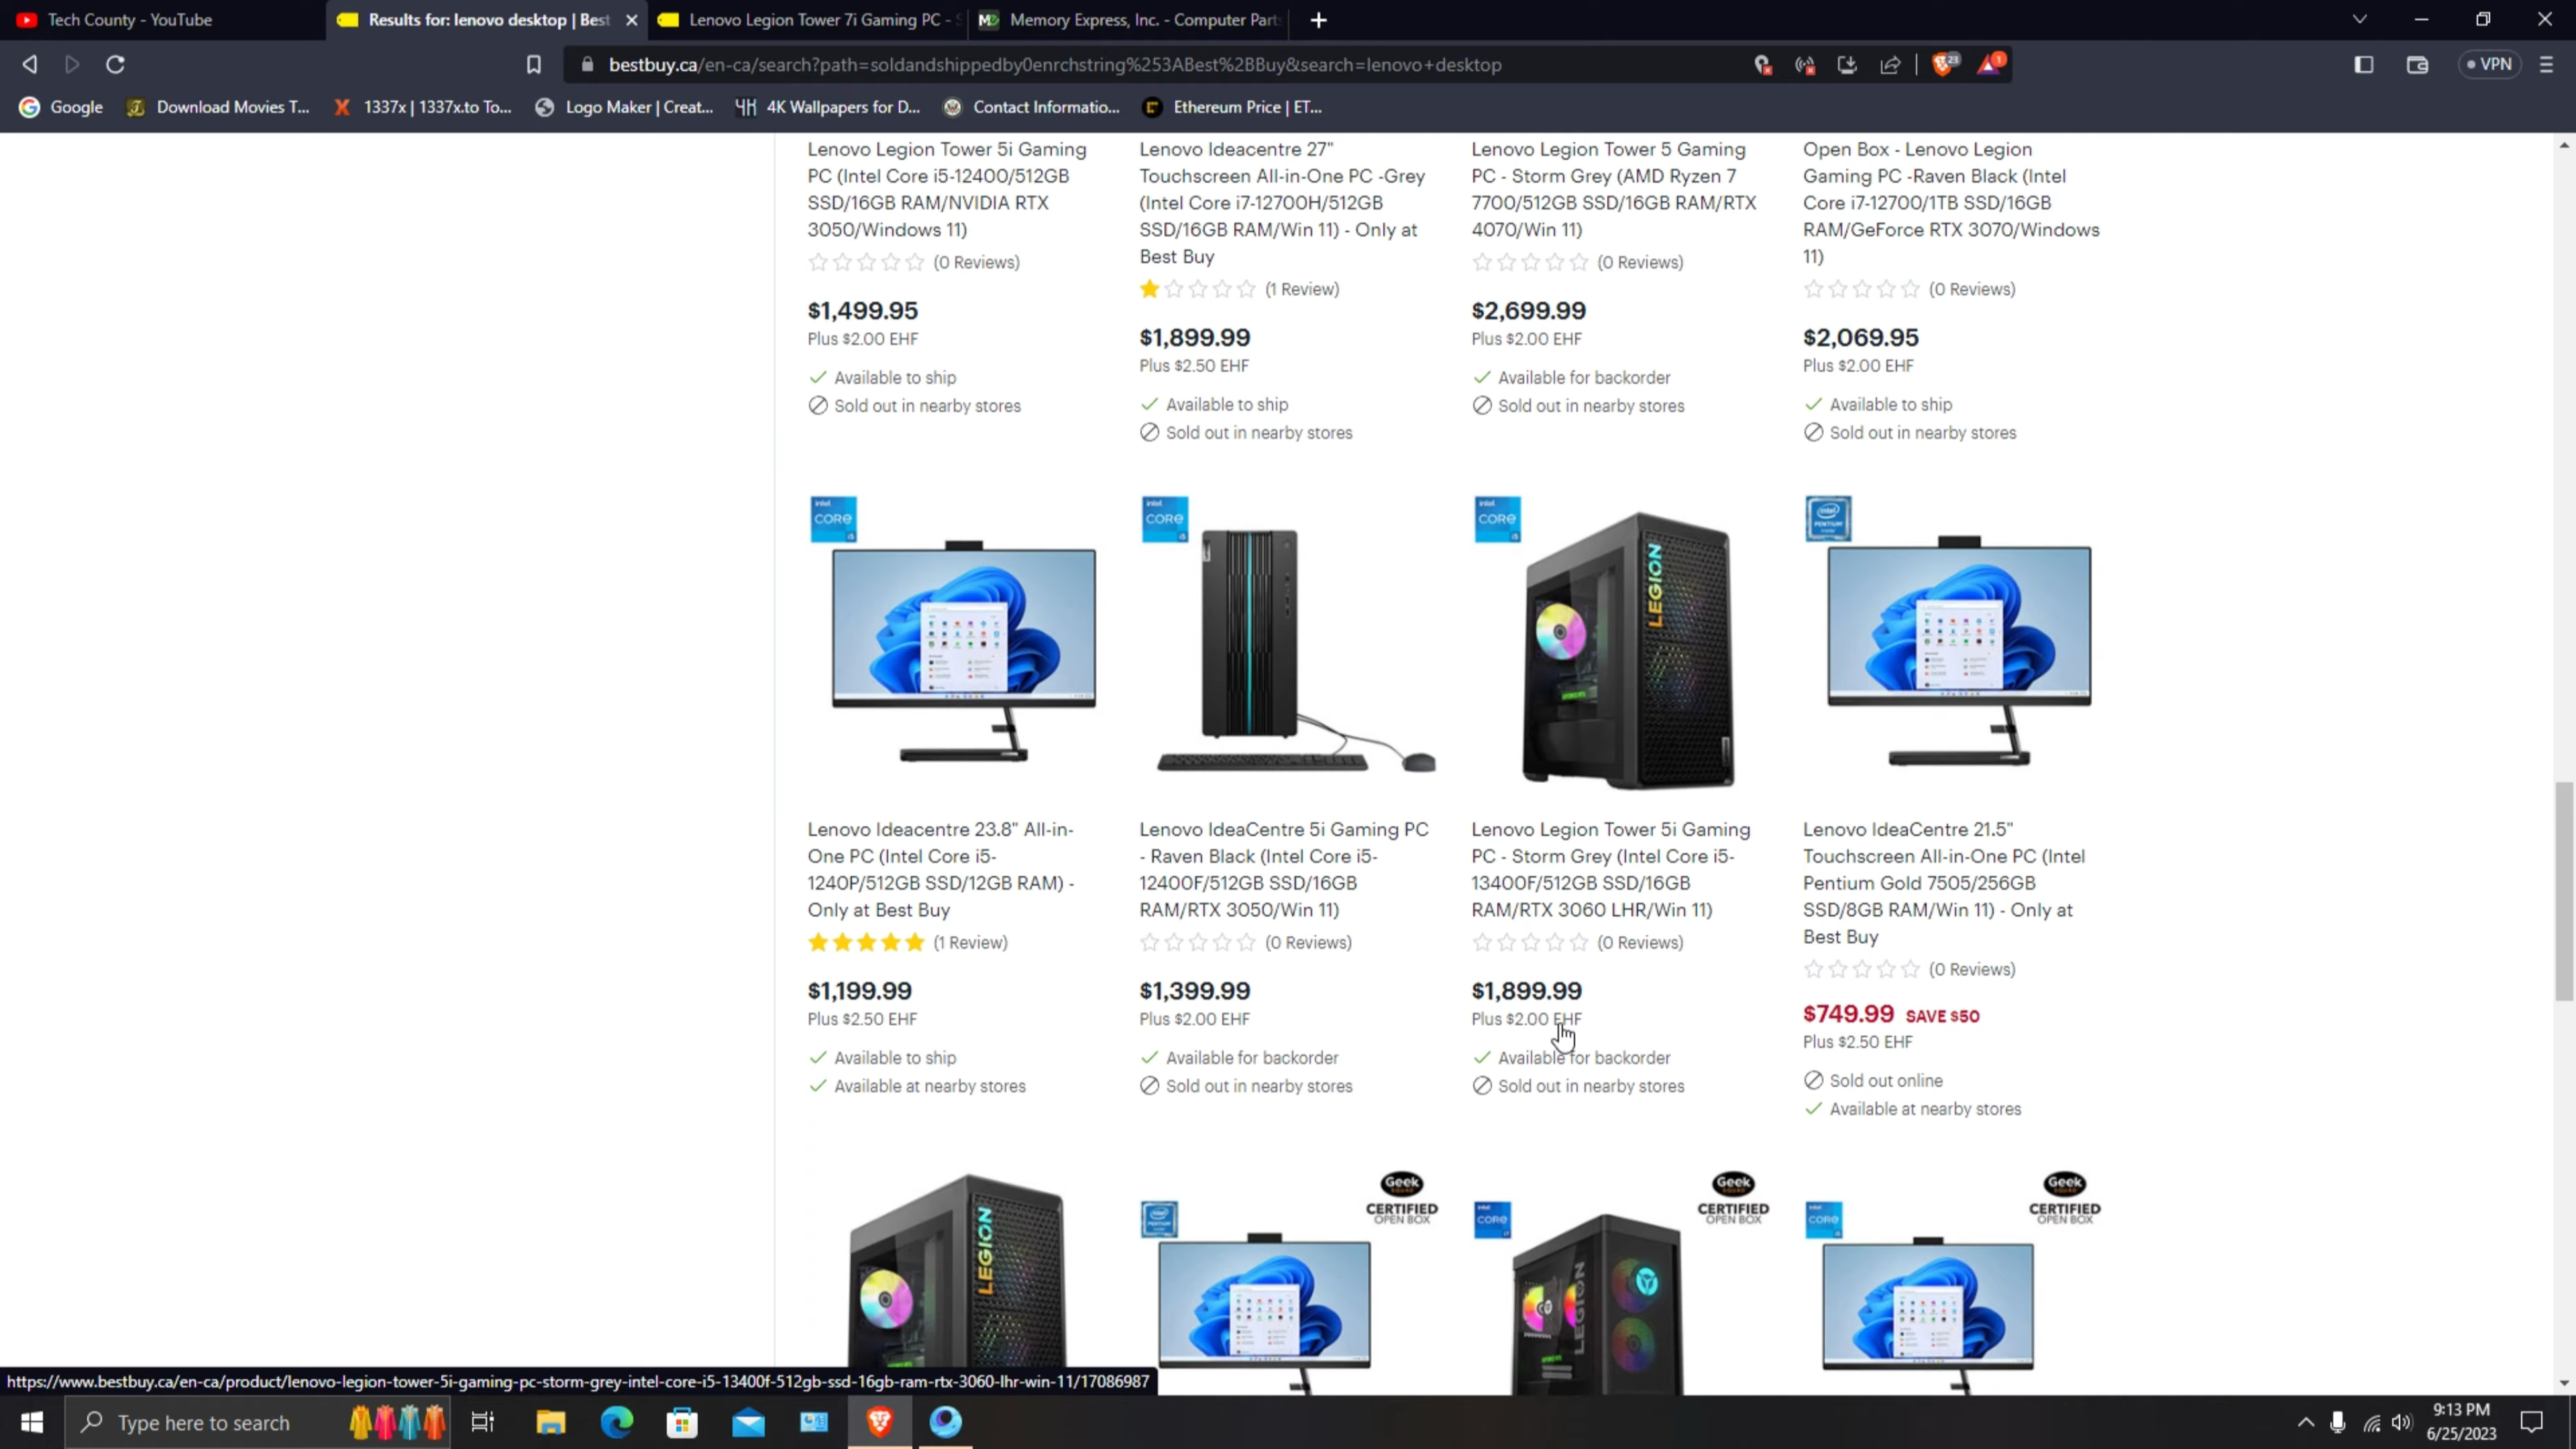 Tech County - YouTube
Results for: lenovo desktop | Best
Lenovo Legion Tower 7i Gaming PC - S
Memory Express, Inc. - Computer Part
bestbuy.ca/en-ca/search?path=soldandshippedby0enrchstring%253ABest%2BBuy&search=lenovo+desktop
23
1
VPN
Google
Download Movies T...
1337x | 1337x.to To...
Logo Maker | Creat...
4K Wallpapers for D...
Contact Informatio...
Ethereum Price | ET...
Lenovo Legion Tower 5i Gaming
PC (Intel Core i5-12400/512GB
SSD/16GB RAM/NVIDIA RTX
3050/Windows 11)
(0 Reviews)
$1,499.95
Plus $2.00 EHF
Available to ship
Sold out in nearby stores
Lenovo Ideacentre 27"
Touchscreen All-in-One PC -Grey
(Intel Core i7-12700H/512GB
SSD/16GB RAM/Win 11) - Only at
Best Buy
(1 Review)
$1,899.99
Plus $2.50 EHF
Available to ship
Sold out in nearby stores
Lenovo Legion Tower 5 Gaming
PC - Storm Grey (AMD Ryzen 7
7700/512GB SSD/16GB RAM/RTX
4070/Win 11)
(0 Reviews)
$2,699.99
Plus $2.00 EHF
Available for backorder
Sold out in nearby stores
Open Box - Lenovo Legion
Gaming PC -Raven Black (Intel
Core i7-12700/1TB SSD/16GB
RAM/GeForce RTX 3070/Windows
11)
(0 Reviews)
$2,069.95
Plus $2.00 EHF
Available to ship
Sold out in nearby stores
intel
CORE
i5
intel
CORE
i5
intel
CORE
i5
LEGION
intel
PENTIUM
Lenovo Ideacentre 23.8" All-in-
One PC (Intel Core i5-
1240P/512GB SSD/12GB RAM) -
Only at Best Buy
(1 Review)
$1,199.99
Plus $2.50 EHF
Available to ship
Available at nearby stores
Lenovo IdeaCentre 5i Gaming PC
- Raven Black (Intel Core i5-
12400F/512GB SSD/16GB
RAM/RTX 3050/Win 11)
(0 Reviews)
$1,399.99
Plus $2.00 EHF
Available for backorder
Sold out in nearby stores
Lenovo Legion Tower 5i Gaming
PC - Storm Grey (Intel Core i5-
13400F/512GB SSD/16GB
RAM/RTX 3060 LHR/Win 11)
(0 Reviews)
$1,899.99
Plus $2.00 EHF
Available for backorder
Sold out in nearby stores
Lenovo IdeaCentre 21.5"
Touchscreen All-in-One PC (Intel
Pentium Gold 7505/256GB
SSD/8GB RAM/Win 11) - Only at
Best Buy
(0 Reviews)
$749.99 SAVE $50
Plus $2.50 EHF
Sold out online
Available at nearby stores
LEGION
intel
PENTIUM
Geek
SQUAD
CERTIFIED
OPEN BOX
intel
CORE
i7
LEGION
Geek
SQUAD
CERTIFIED
OPEN BOX
intel
CORE
Geek
SQUAD
CERTIFIED
OPEN BOX
https://www.bestbuy.ca/en-ca/product/lenovo-legion-tower-5i-gaming-pc-storm-grey-intel-core-i5-13400f-512gb-ssd-16gb-ram-rtx-3060-lhr-win-11/17086987
Type here to search
9:13 PM
6/25/2023